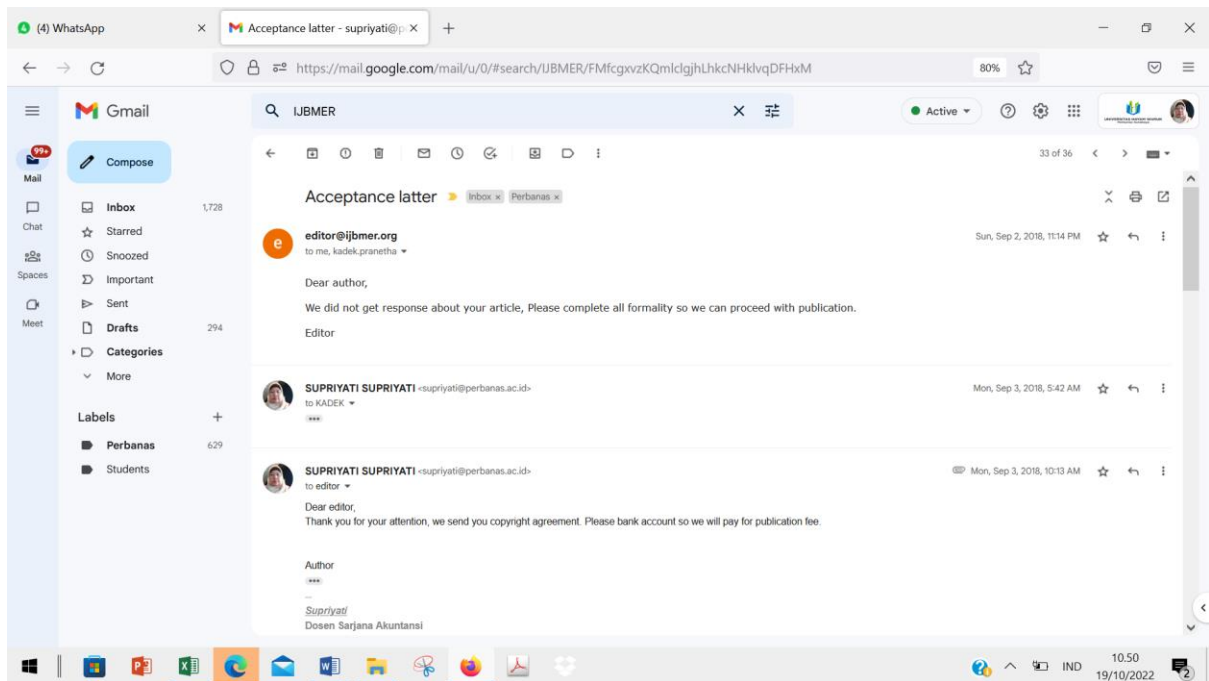 (4) WhatsApp
Acceptance latter - supriyati@p
https://mail.google.com/mail/u/0/#search/IJBMER/FMfcgxvzKQmlclgjhLhkcNHklvqDFHxM
80%
Gmail
IJBMER
Active
99+
Mail
Compose
33 of 36
Chat
Spaces
Meet
Inbox 1,728
Starred
Snoozed
Important
Sent
Drafts 294
Categories
More
Labels
Perbanas 629
Students
Acceptance latter Inbox x Perbanas x
editor@ijbmer.org Sun, Sep 2, 2018, 11:14 PM
to me, kadek.pranetha
Dear author,
We did not get response about your article, Please complete all formality so we can proceed with publication.
Editor
SUPRIYATI SUPRIYATI <supriyati@perbanas.ac.id> Mon, Sep 3, 2018, 5:42 AM
to KADEK
SUPRIYATI SUPRIYATI <supriyati@perbanas.ac.id> Mon, Sep 3, 2018, 10:13 AM
to editor
Dear editor,
Thank you for your attention, we send you copyright agreement. Please bank account so we will pay for publication fee.
Author
...
Supriyati
Dosen Sarjana Akuntansi
IND
10.50
19/10/2022
2